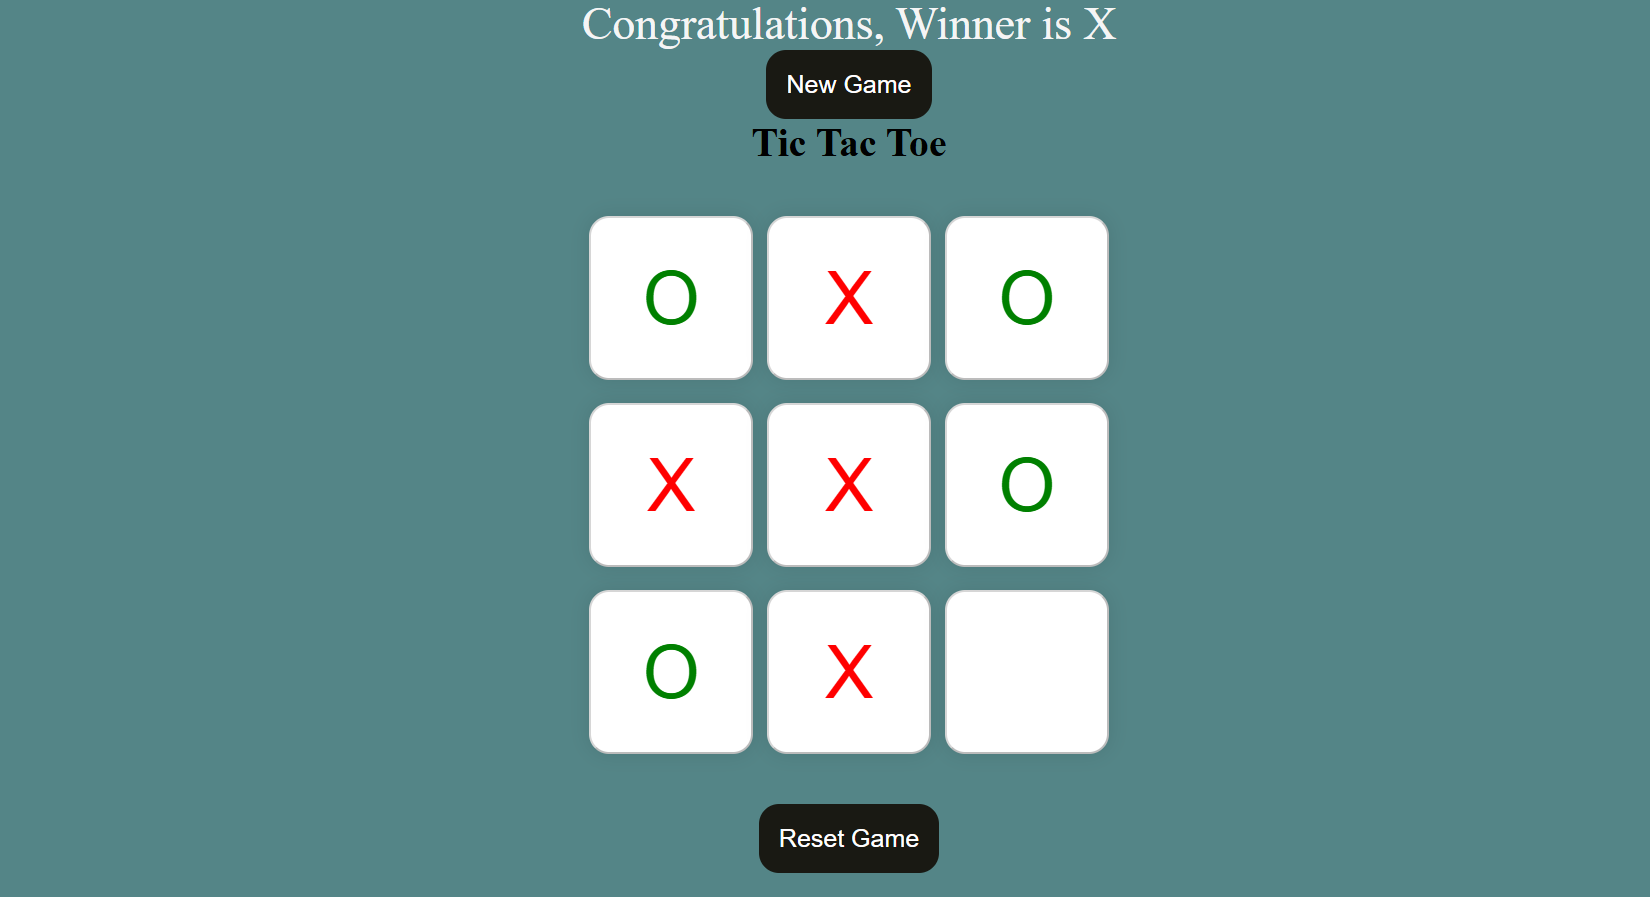 Congratulations, Winner is X
New Game
Tic Tac Toe
O X O
X X O
O X
Reset Game